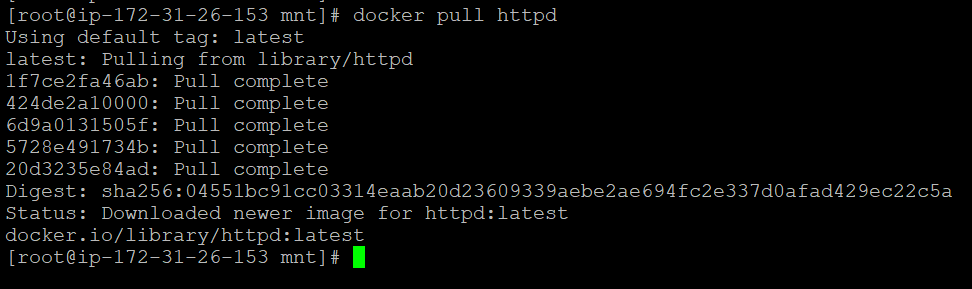 [root@ip-172-31-26-153 mnt]# docker pull httpd
Using default tag: latest
latest: Pulling from library/httpd
1f7ce2fa46ab: Pull complete
424de2a10000: Pull complete
6d9a0131505f: Pull complete
5728e491734b: Pull complete
20d3235e84ad: Pull complete
Digest: sha256:04551bc91cc03314eaab20d23609339aebe2ae694fc2e337d0afad429ec22c5a
Status: Downloaded newer image for httpd:latest
docker.io/library/httpd:latest
[root@ip-172-31-26-153 mnt]#